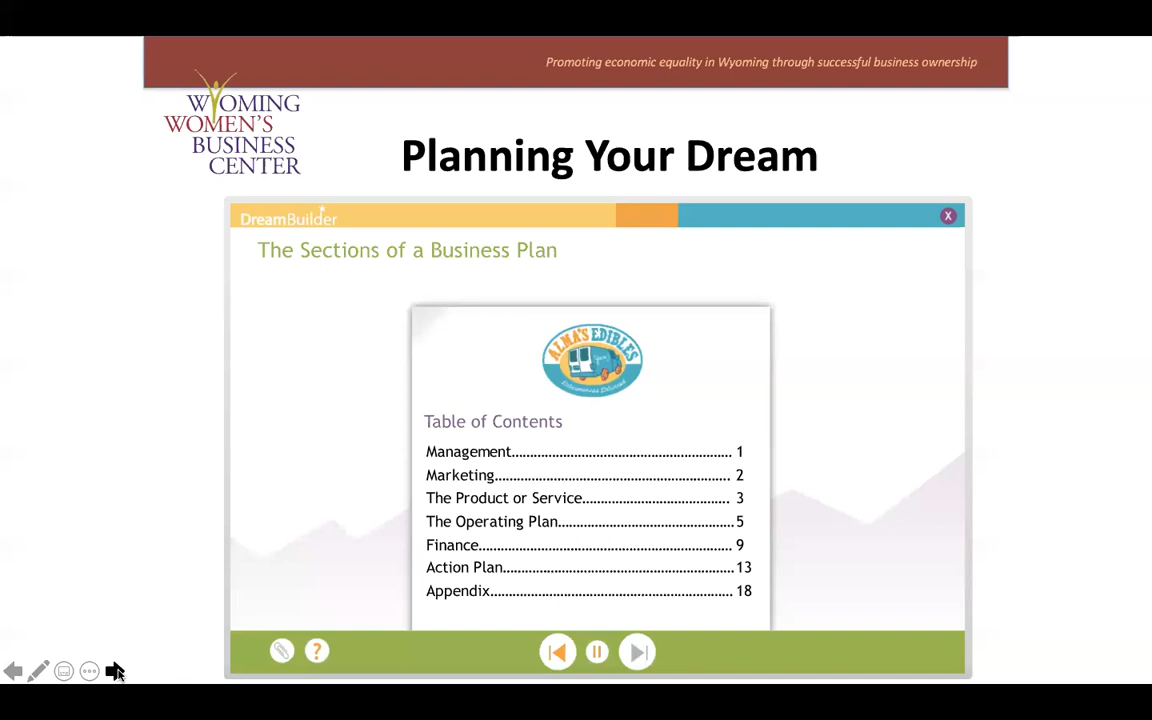 Promoting economic equality in Wyoming through successful business ownership
WYOMING
WOMEN'S
BUSINESS
CENTER
Planning Your Dream
DreamBuilder
X
The Sections of a Business Plan
ALMA'S EDIBLES
Table of Contents
Management 1
Marketing 2
The Product or Service 3
The Operating Plan 5
Finance 9
Action Plan 13
Appendix 18
?